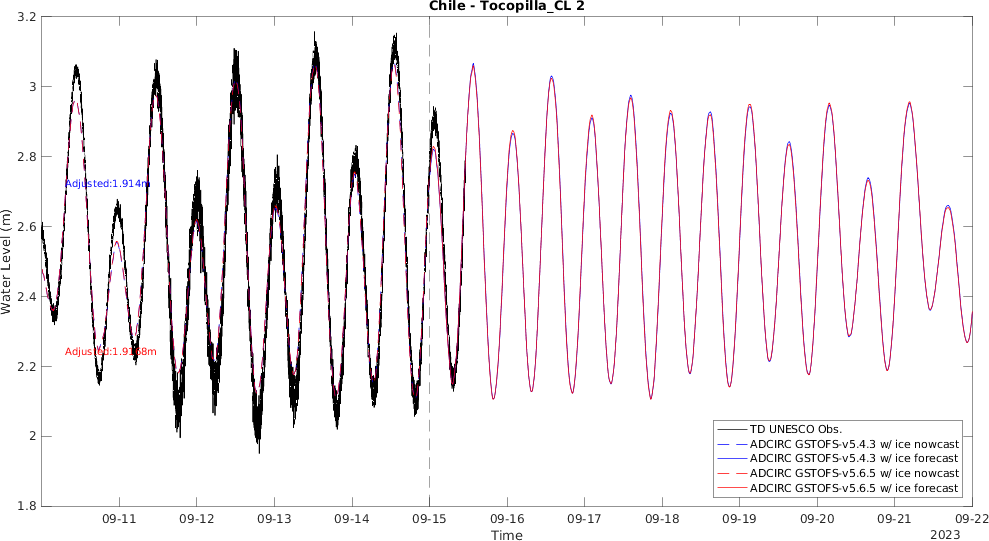 Chile - Tocopilla_CL 2
3.2
3
2.8
2.6
2.4
2.2
2
1.8
Water Level (m)
Adjusted:1.914m
Adjusted:1.9168m
TD UNESCO Obs.
ADCIRC GSTOFS-v5.4.3 w/ ice nowcast
ADCIRC GSTOFS-v5.4.3 w/ ice forecast
ADCIRC GSTOFS-v5.6.5 w/ ice nowcast
ADCIRC GSTOFS-v5.6.5 w/ ice forecast
09-11 09-12 09-13 09-14 09-15 09-16 09-17 09-18 09-19 09-20 09-21 09-22
Time
2023